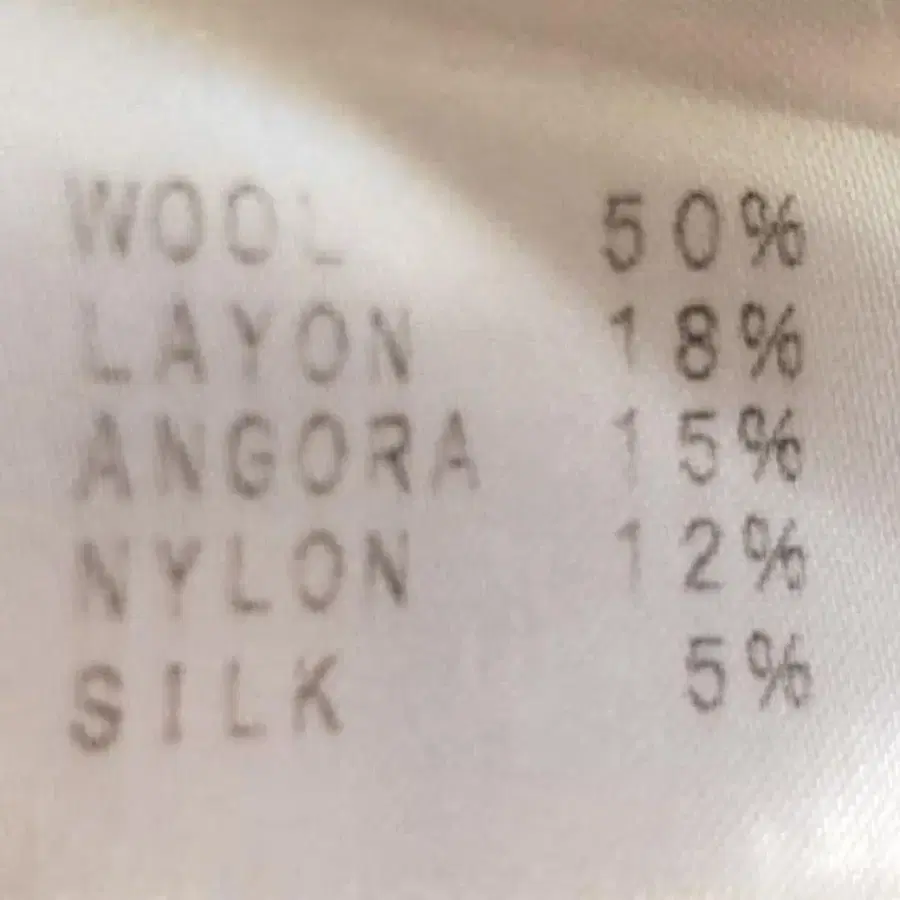 WOOL 50%
LAYON 18%
ANGORA 15%
NYLON 12%
SILK 5%